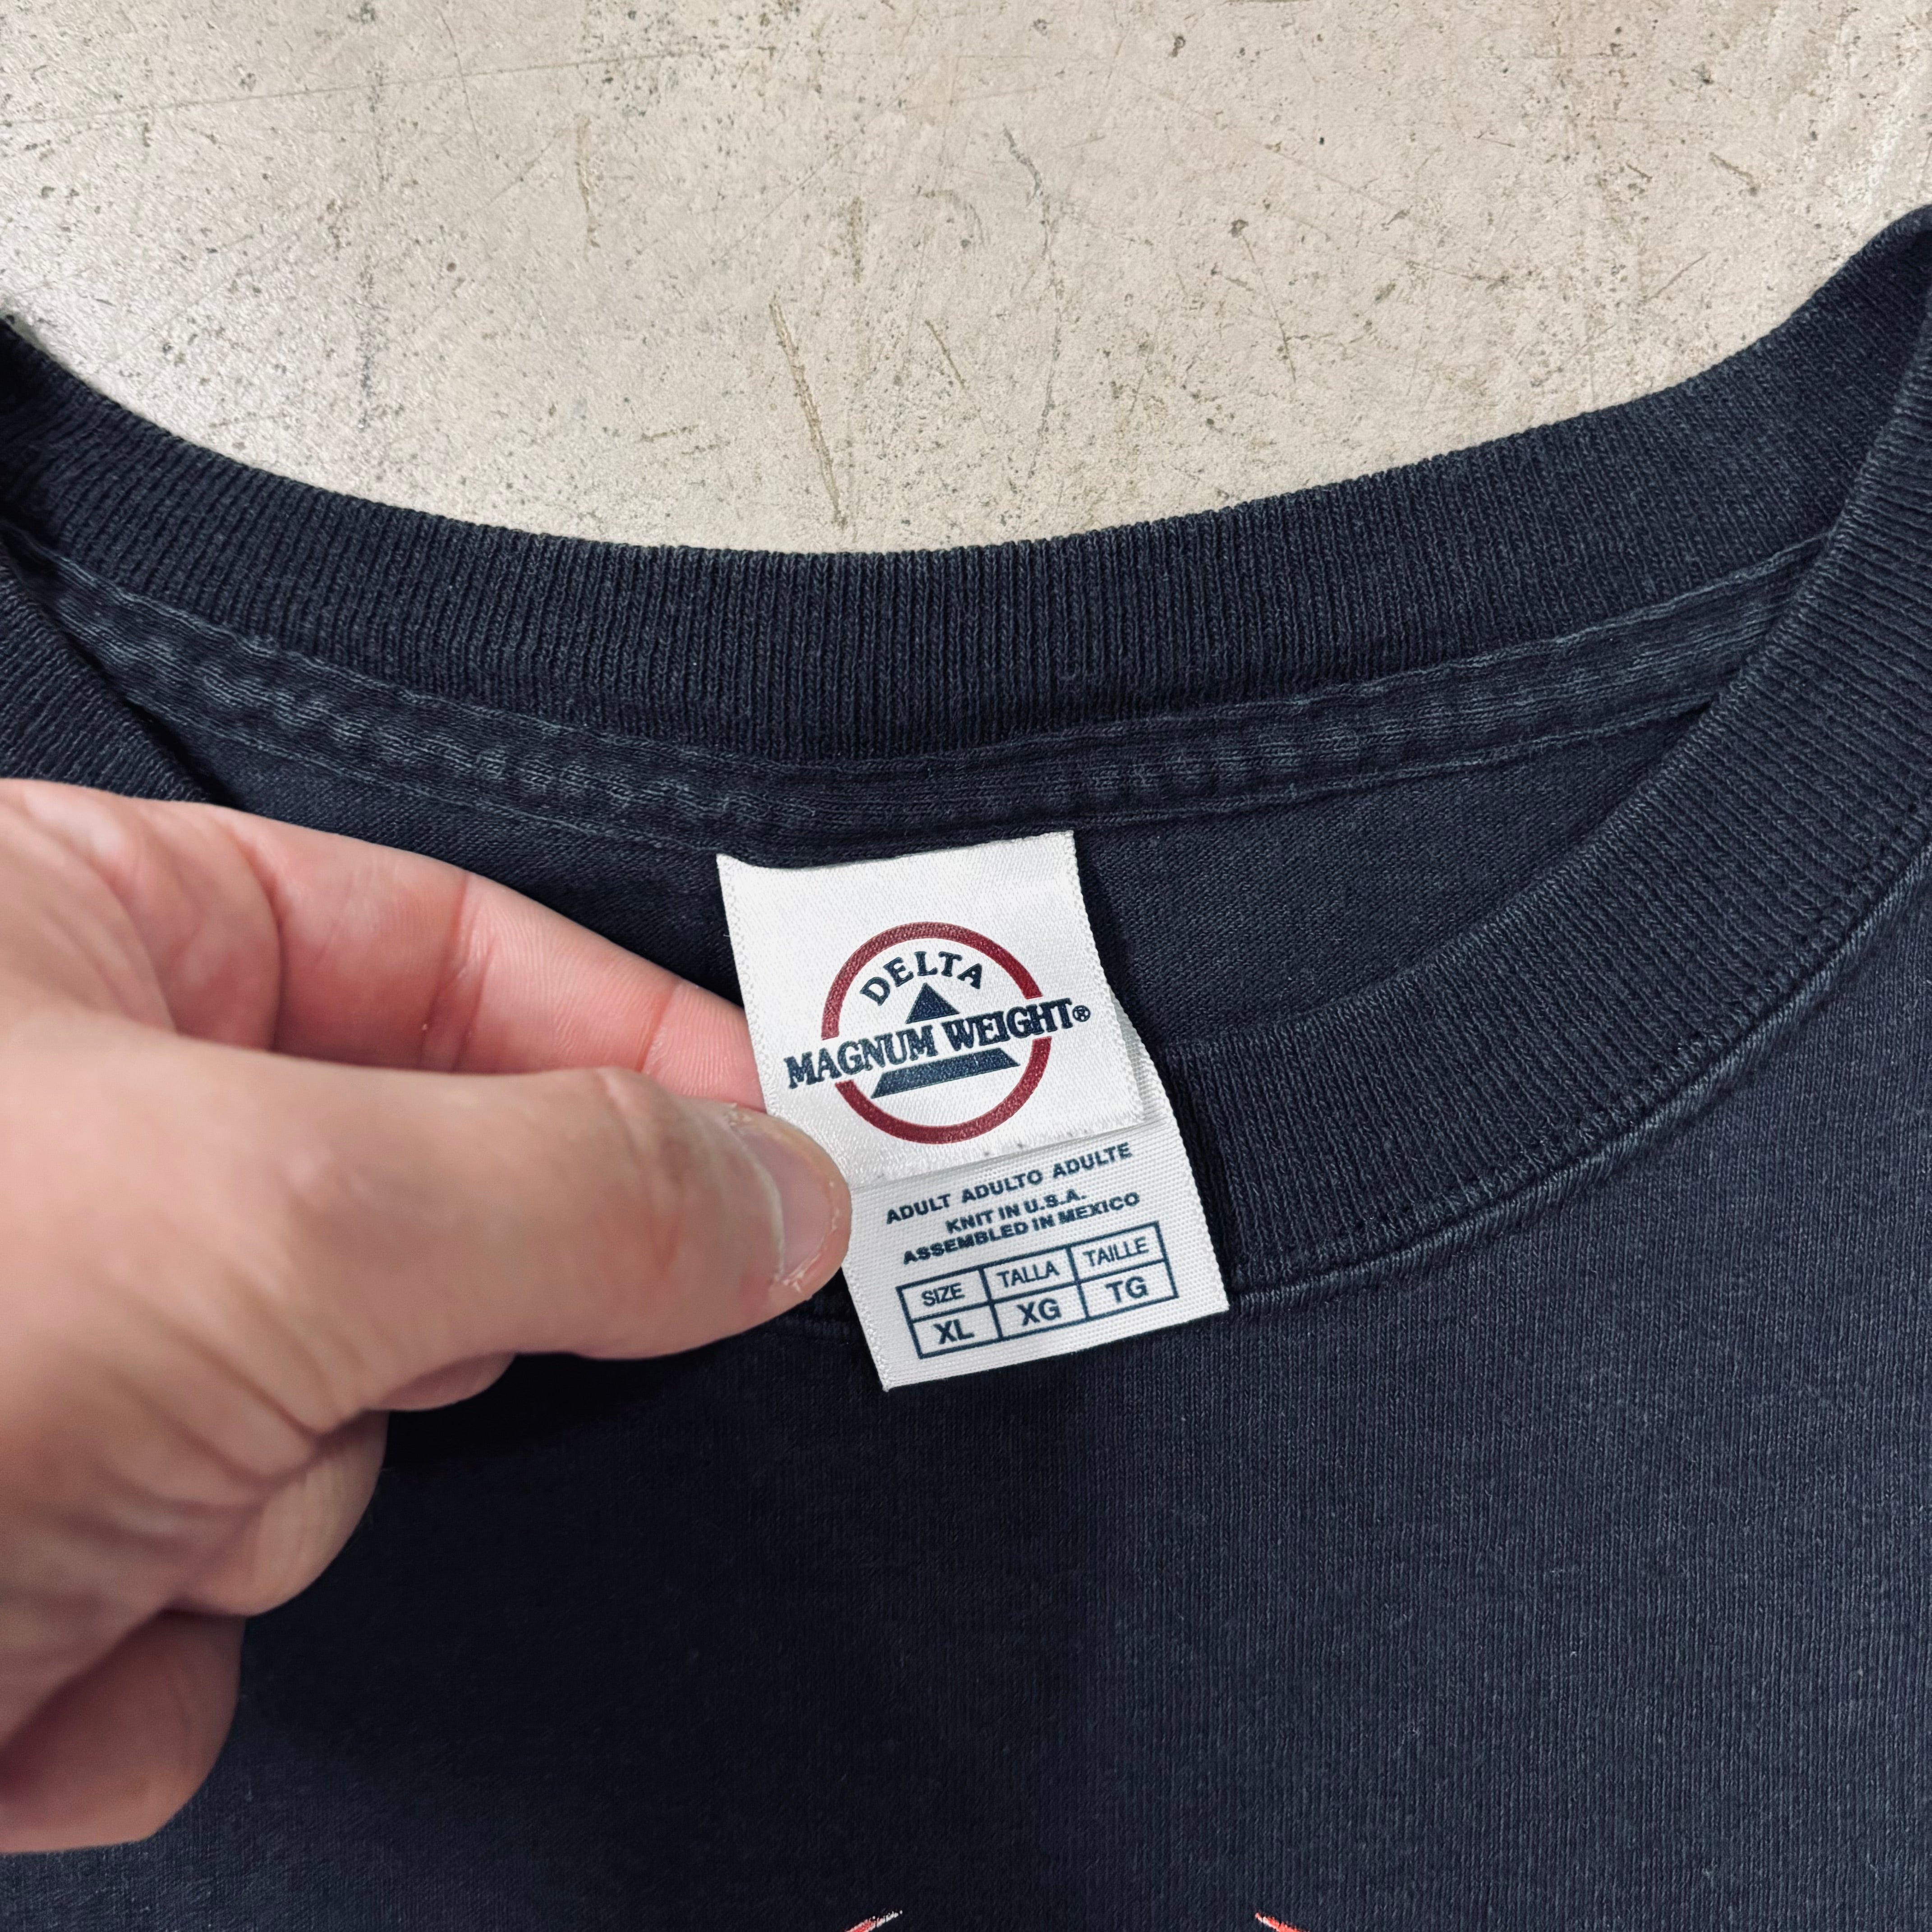 DELTA
MAGNUM WEIGHT®
ADULT ADULTO ADULTE
KNIT IN U.S.A.
ASSEMBLED IN MEXICO
SIZE TALLA TAILLE
XL XG TG